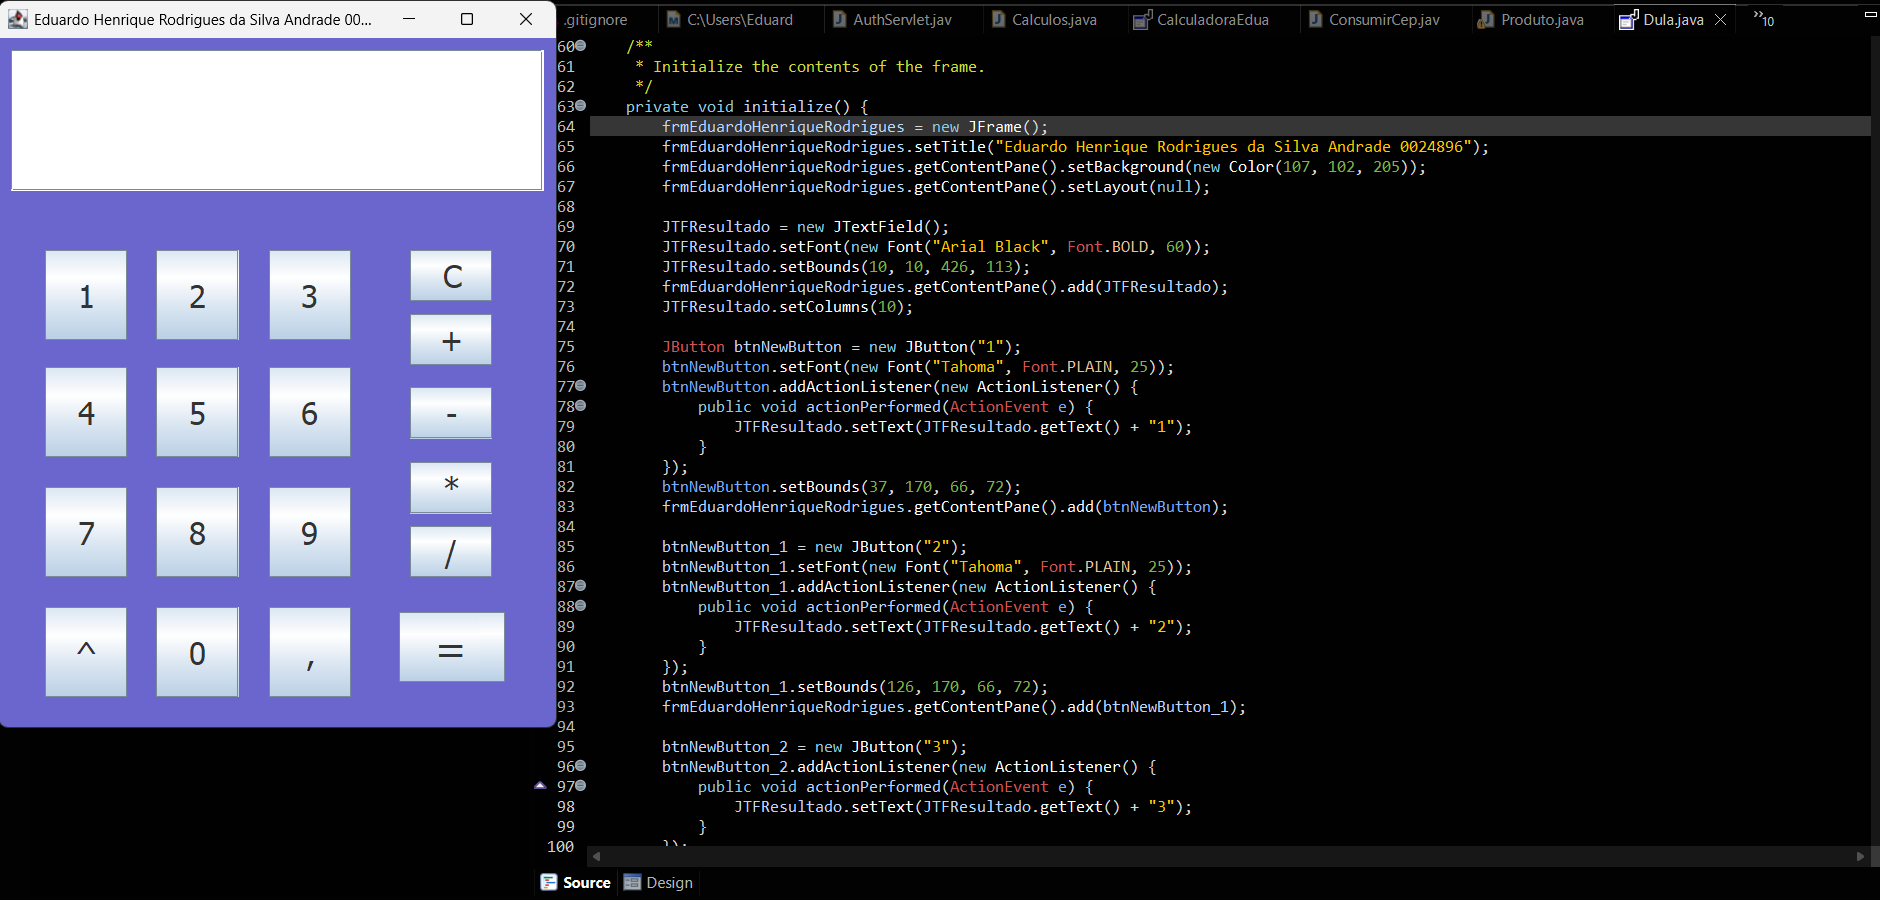 Eduardo Henrique Rodrigues da Silva Andrade 00...
1 2 3 C
+
4 5 6 -
*
7 8 9 /
^ 0 , =
.gitignore C:\Users\Eduard AuthServlet.jav Calculos.java CalculadoraEdua ConsumirCep.jav Produto.java Dula.java »10
60 /**
61 * Initialize the contents of the frame.
62 */
63 private void initialize() {
64 frmEduardoHenriqueRodrigues = new JFrame();
65 frmEduardoHenriqueRodrigues.setTitle("Eduardo Henrique Rodrigues da Silva Andrade 0024896");
66 frmEduardoHenriqueRodrigues.getContentPane().setBackground(new Color(107, 102, 205));
67 frmEduardoHenriqueRodrigues.getContentPane().setLayout(null);
68
69 JTFResultado = new JTextField();
70 JTFResultado.setFont(new Font("Arial Black", Font.BOLD, 60));
71 JTFResultado.setBounds(10, 10, 426, 113);
72 frmEduardoHenriqueRodrigues.getContentPane().add(JTFResultado);
73 JTFResultado.setColumns(10);
74
75 JButton btnNewButton = new JButton("1");
76 btnNewButton.setFont(new Font("Tahoma", Font.PLAIN, 25));
77 btnNewButton.addActionListener(new ActionListener() {
78 public void actionPerformed(ActionEvent e) {
79 JTFResultado.setText(JTFResultado.getText() + "1");
80 }
81 });
82 btnNewButton.setBounds(37, 170, 66, 72);
83 frmEduardoHenriqueRodrigues.getContentPane().add(btnNewButton);
84
85 btnNewButton_1 = new JButton("2");
86 btnNewButton_1.setFont(new Font("Tahoma", Font.PLAIN, 25));
87 btnNewButton_1.addActionListener(new ActionListener() {
88 public void actionPerformed(ActionEvent e) {
89 JTFResultado.setText(JTFResultado.getText() + "2");
90 }
91 });
92 btnNewButton_1.setBounds(126, 170, 66, 72);
93 frmEduardoHenriqueRodrigues.getContentPane().add(btnNewButton_1);
94
95 btnNewButton_2 = new JButton("3");
96 btnNewButton_2.addActionListener(new ActionListener() {
97 public void actionPerformed(ActionEvent e) {
98 JTFResultado.setText(JTFResultado.getText() + "3");
99 }
100 });
Source Design